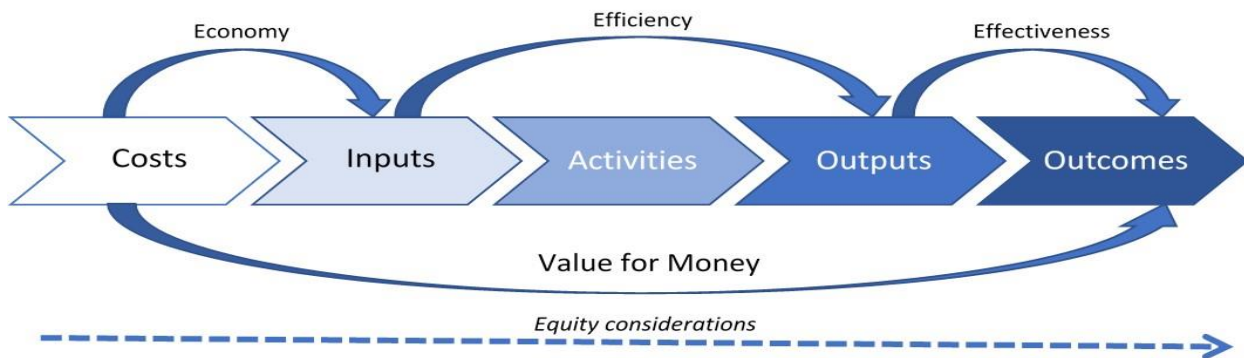 Economy
Efficiency
Effectiveness
Costs
Inputs
Activities
Outputs
Outcomes
Value for Money
Equity considerations